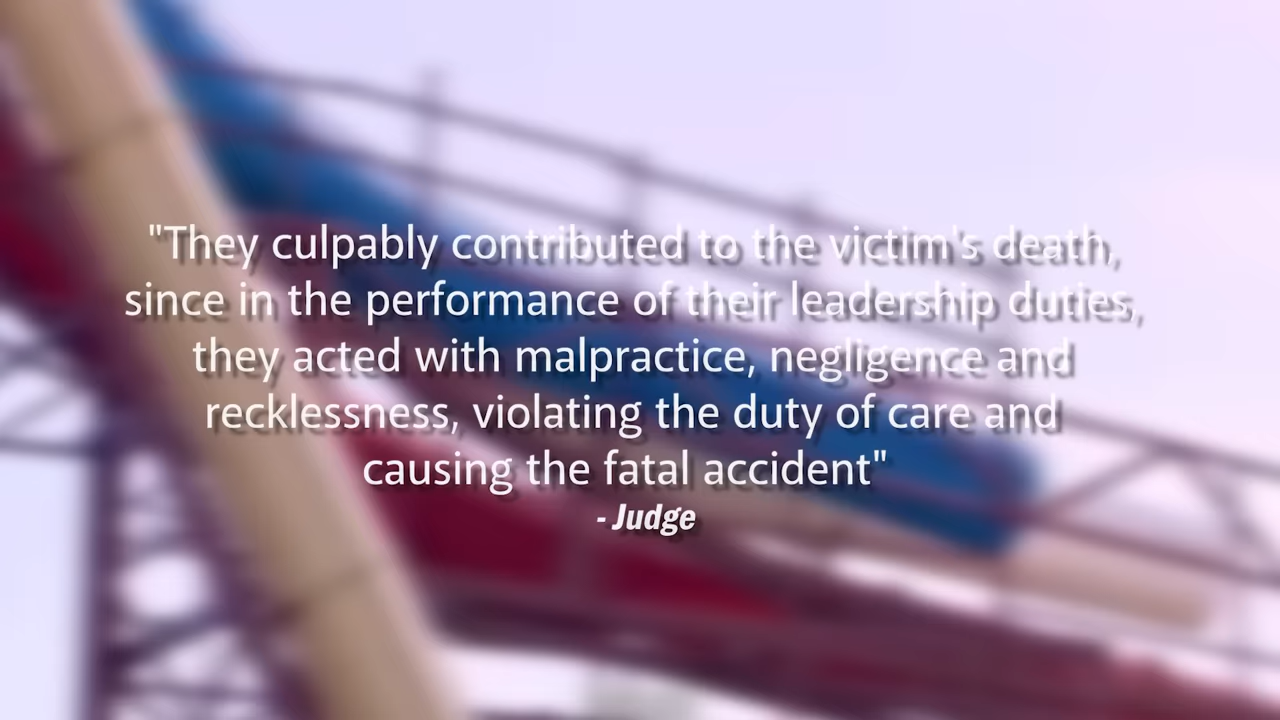 "They culpably contributed to the victim's death,
since in the performance of their leadership duties,
they acted with malpractice, negligence and
recklessness, violating the duty of care and
causing the fatal accident"
- Judge